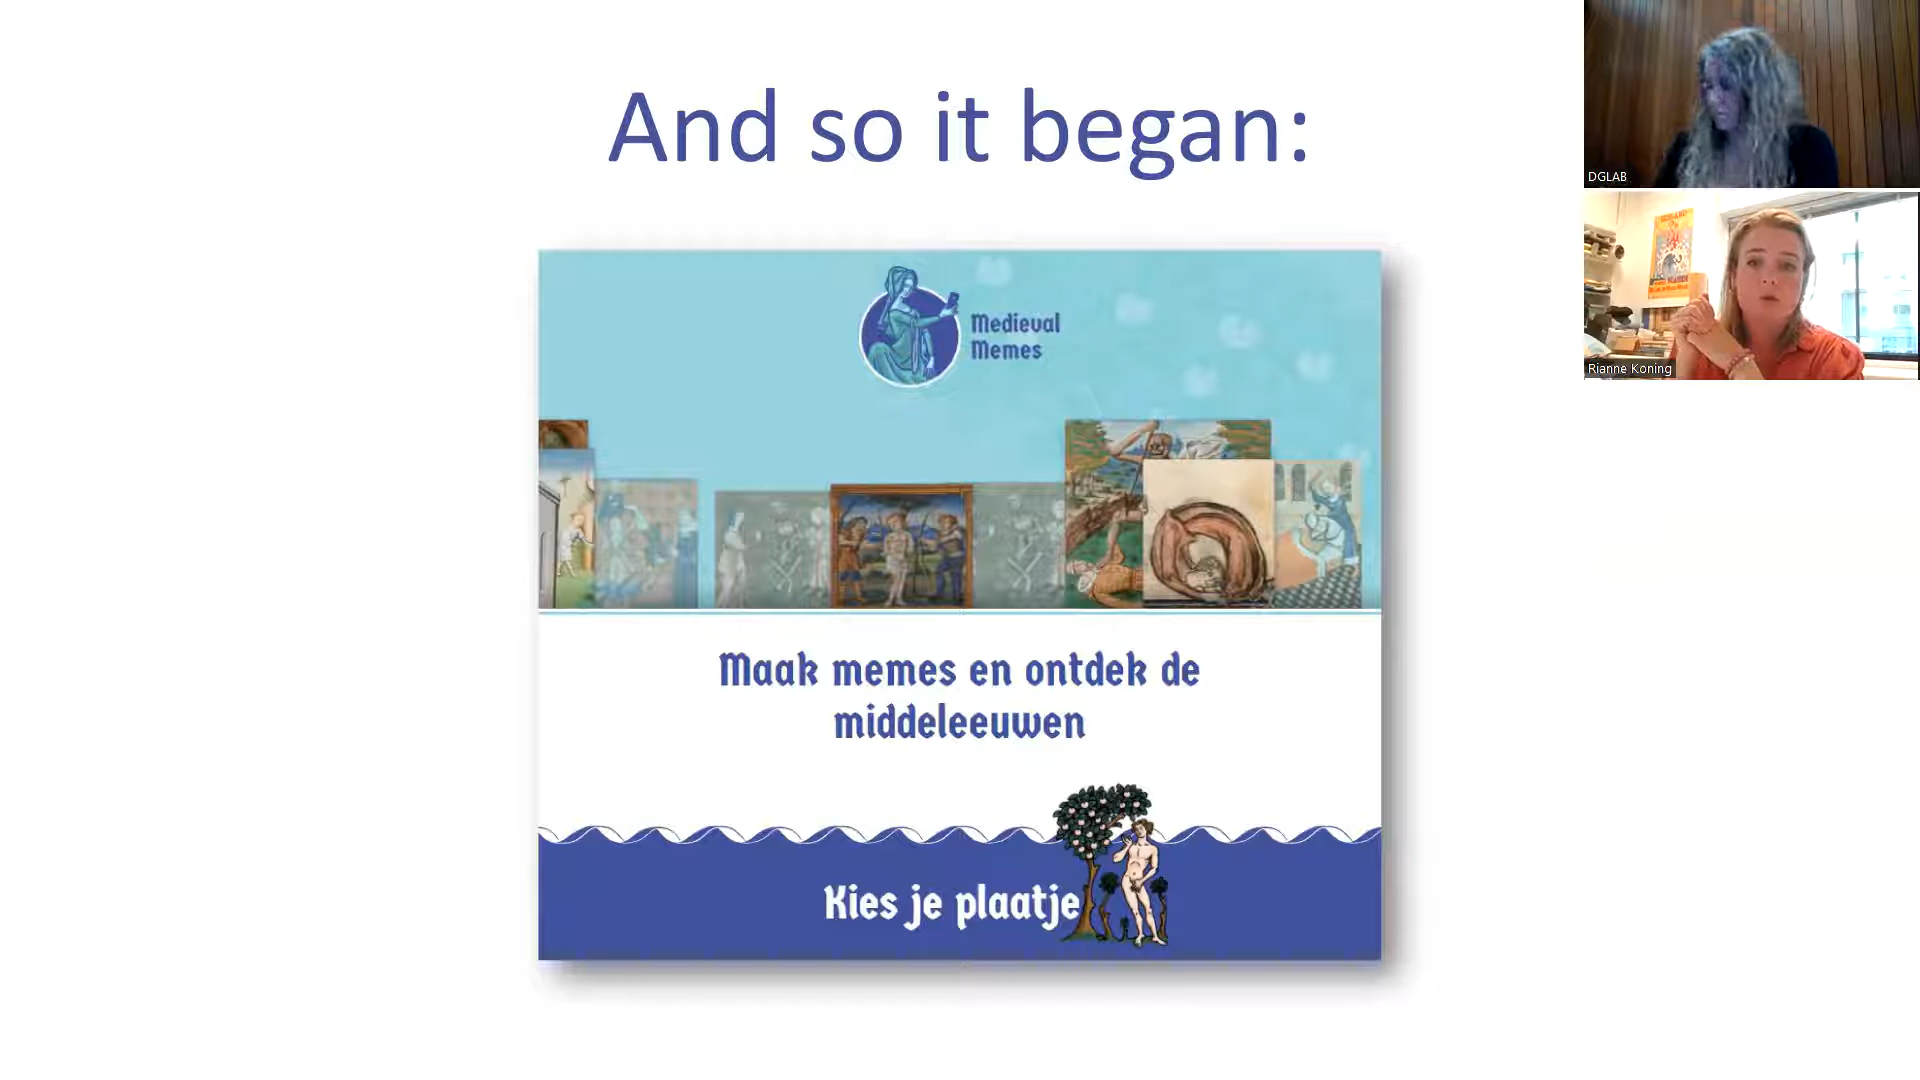 And so it began:
Medieval
Memes
Maak memes en ontdek de
middeleeuwen
Kies je plaatje
DGLAB
Rianne Koning